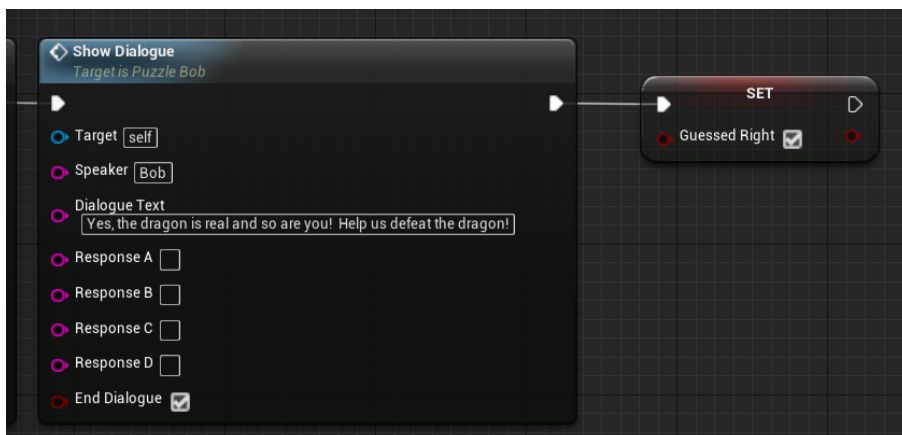 Show Dialogue
Target is Puzzle Bob
Target self
Speaker Bob
Dialogue Text
Yes, the dragon is real and so are you! Help us defeat the dragon!
Response A
Response B
Response C
Response D
End Dialogue
SET
Guessed Right